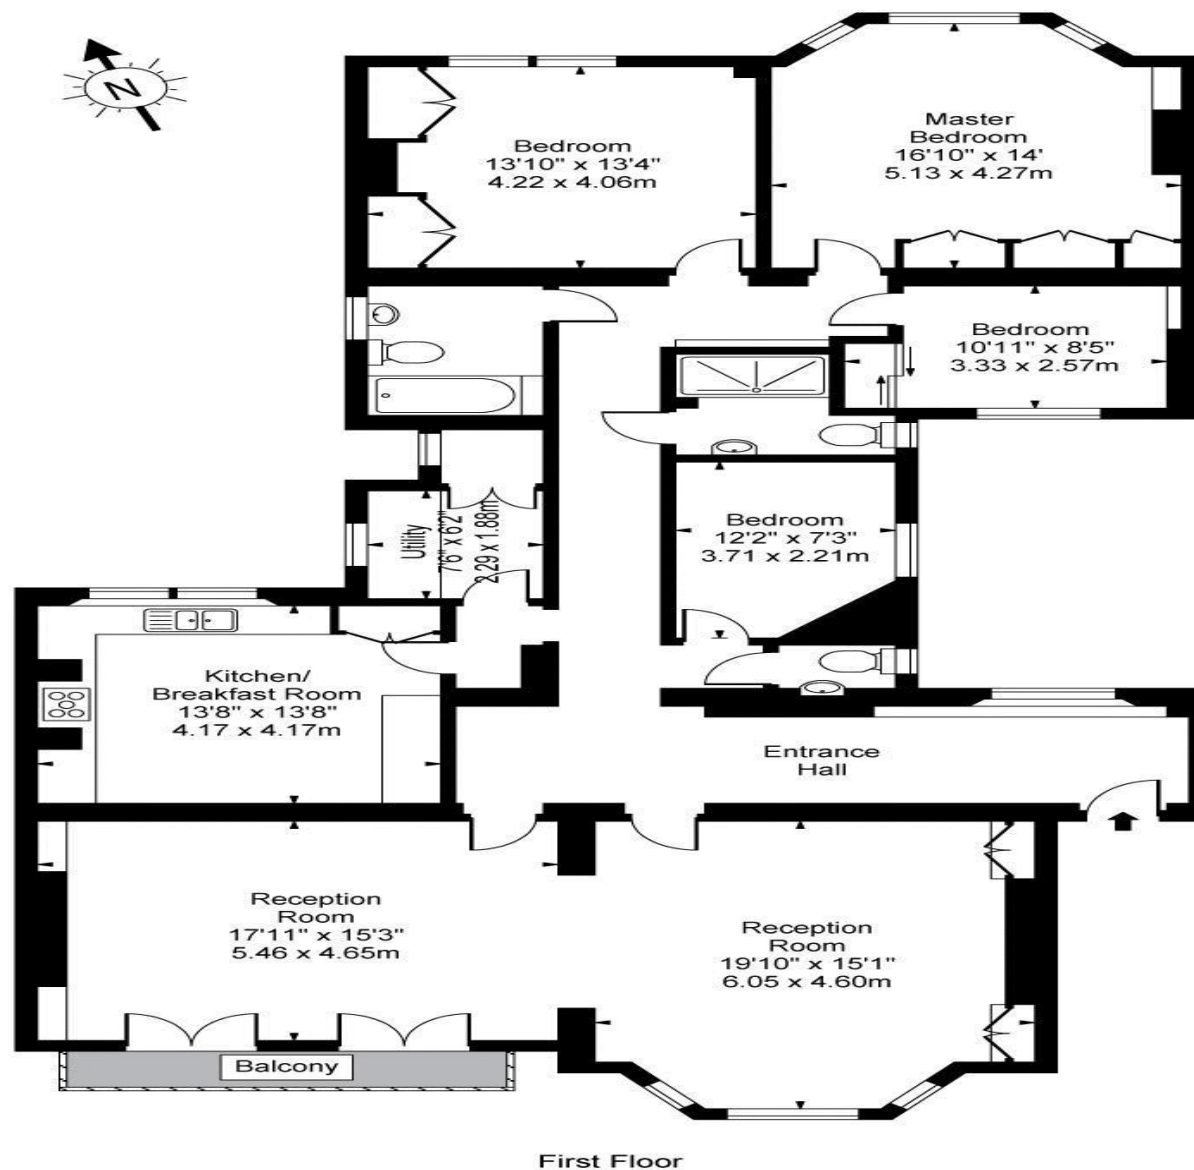 N
Bedroom
13'10" x 13'4"
4.22 x 4.06m
Master
Bedroom
16'10" x 14'
5.13 x 4.27m
Bedroom
10'11" x 8'5"
3.33 x 2.57m
Bedroom
12'2" x 7'3"
3.71 x 2.21m
Utility
7'6" x 6'2"
2.29 x 1.88m
Kitchen/
Breakfast Room
13'8" x 13'8"
4.17 x 4.17m
Entrance
Hall
Reception
Room
17'11" x 15'3"
5.46 x 4.65m
Reception
Room
19'10" x 15'1"
6.05 x 4.60m
Balcony
First Floor